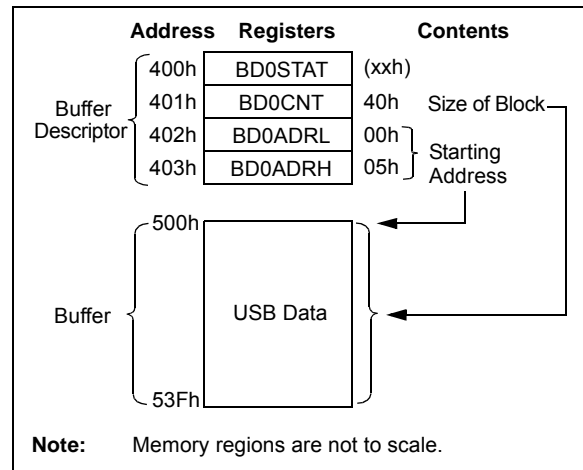 Address Registers Contents
400h BD0STAT (xxh)
401h BD0CNT 40h Size of Block
Buffer Descriptor
402h BD0ADRL 00h
403h BD0ADRH 05h
Starting Address
500h
Buffer
USB Data
53Fh
Note: Memory regions are not to scale.